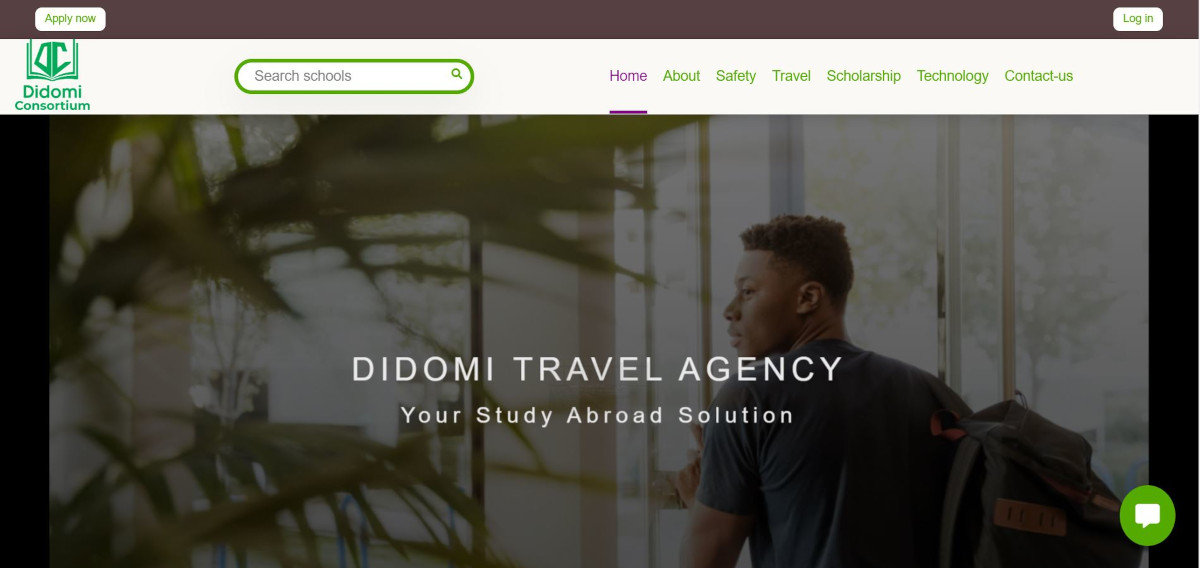 Apply now
Log in
Didomi
Consortium
Search schools
Home About Safety Travel Scholarship Technology Contact-us
DIDOMI TRAVEL AGENCY
Your Study Abroad Solution